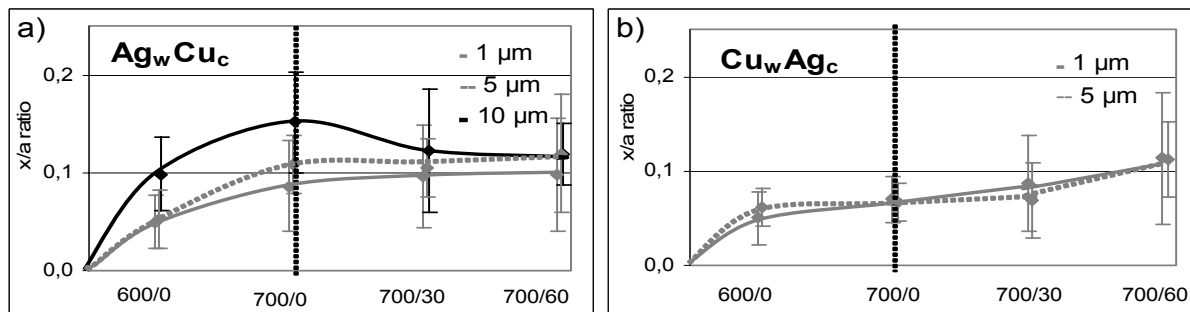 a)
Ag_wCu_c
1 µm
5 µm
10 µm
0,2
0,1
0,0
x/a ratio
600/0
700/0
700/30
700/60
b)
Cu_wAg_c
1 µm
5 µm
0,2
0,1
0,0
x/a ratio
600/0
700/0
700/30
700/60